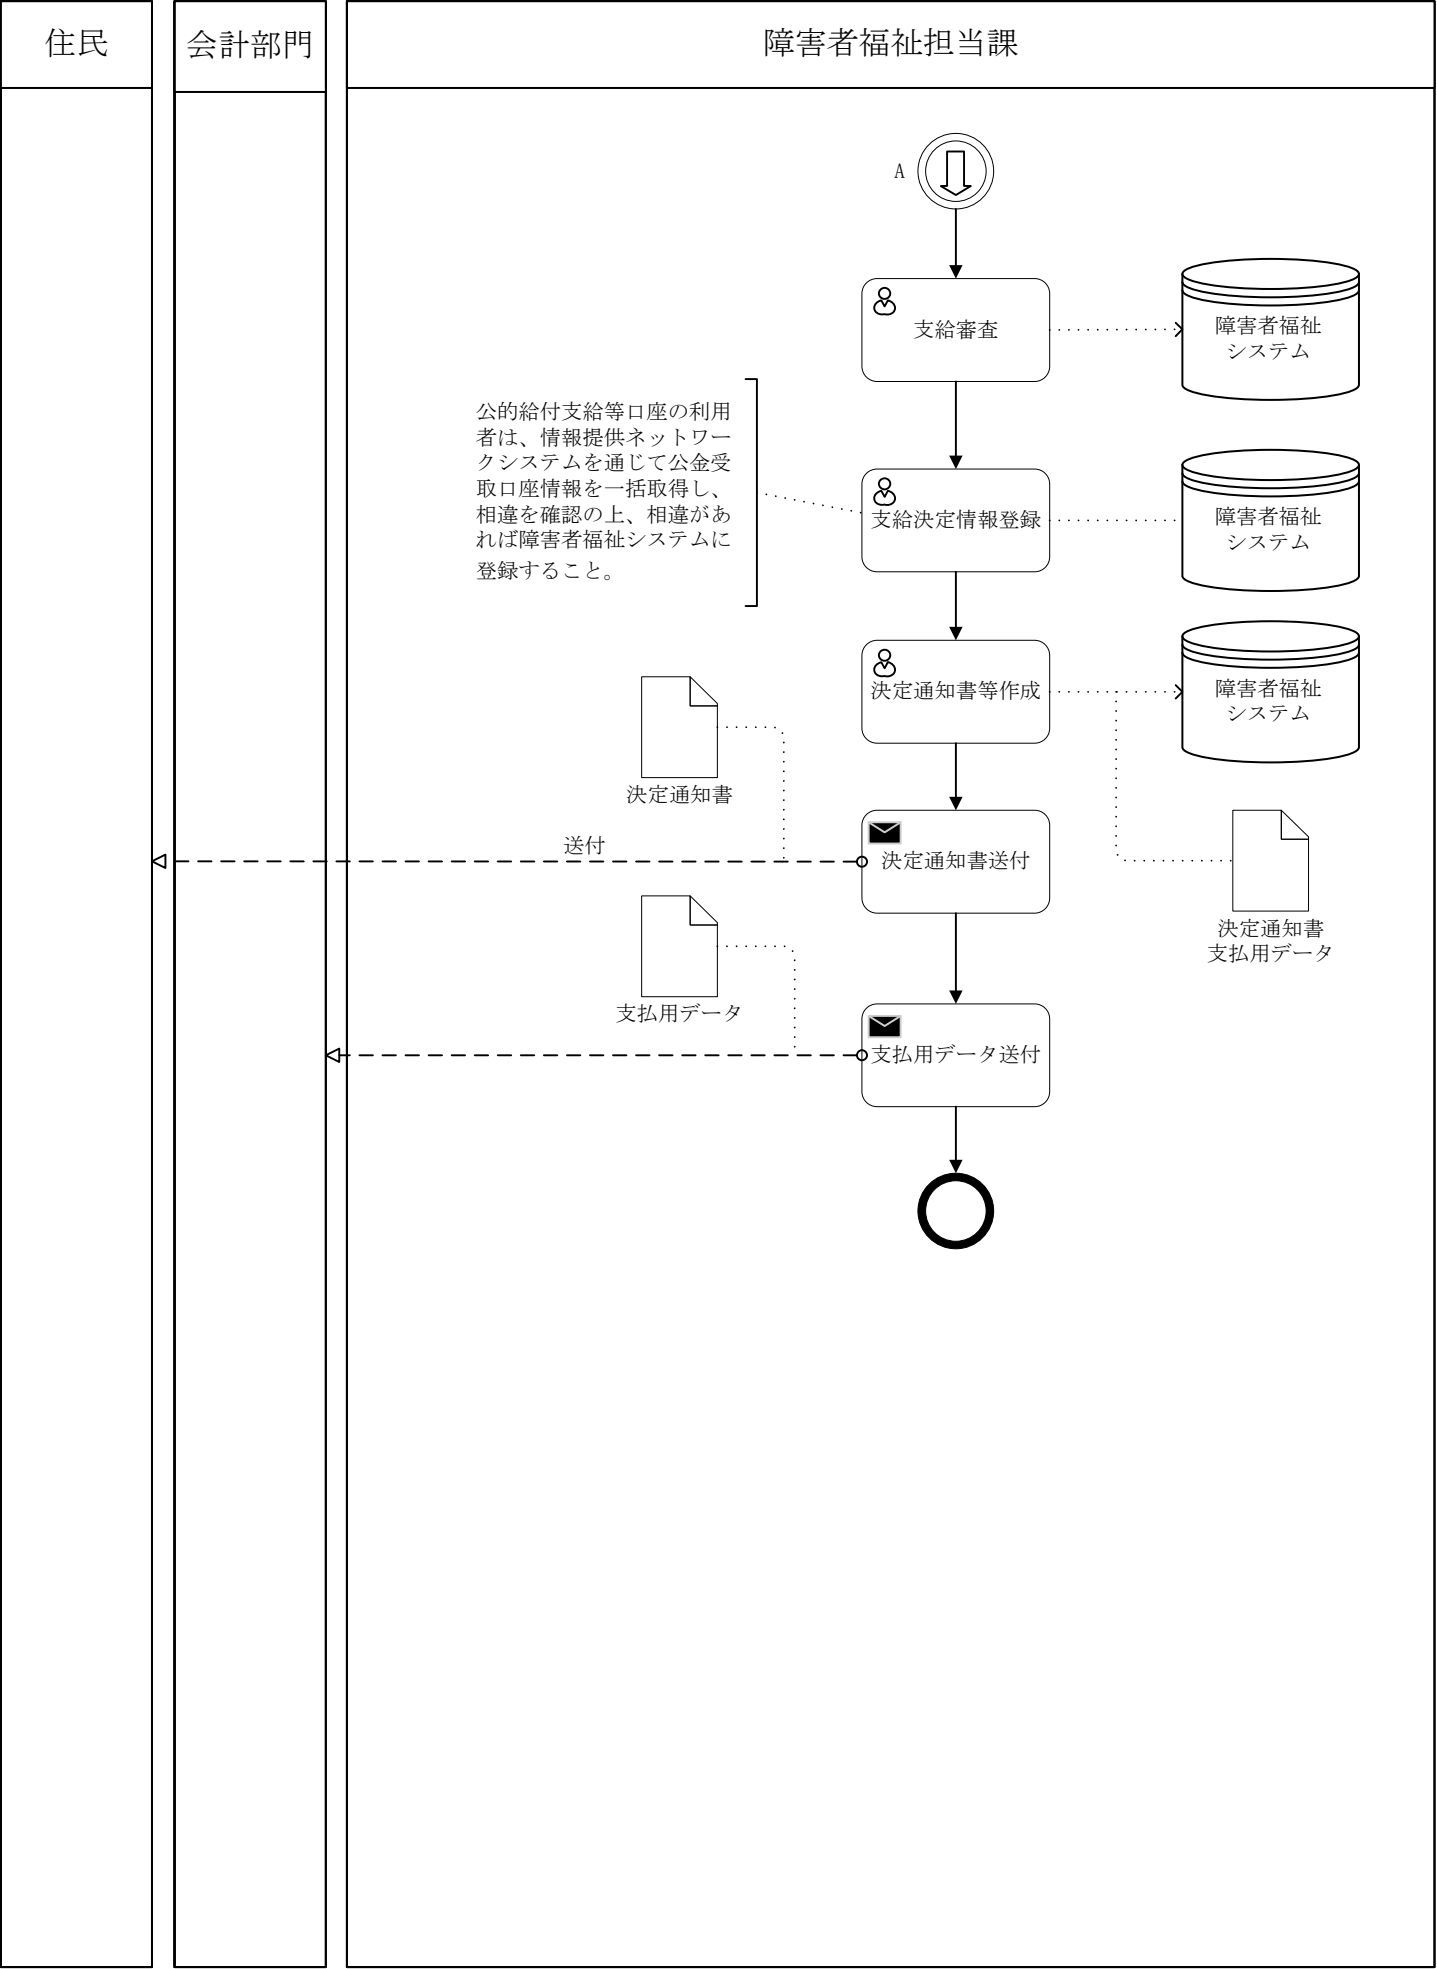 住民
会計部門
障害者福祉担当課
A
支給審査
障害者福祉
システム
公的給付支給等口座の利用
者は、情報提供ネットワー
クシステムを通じて公金受
取口座情報を一括取得し、
相違を確認の上、相違があ
れば障害者福祉システムに
登録すること。
支給決定情報登録
障害者福祉
システム
決定通知書等作成
障害者福祉
システム
決定通知書
送付
決定通知書送付
決定通知書
支払用データ
支払用データ
支払用データ送付